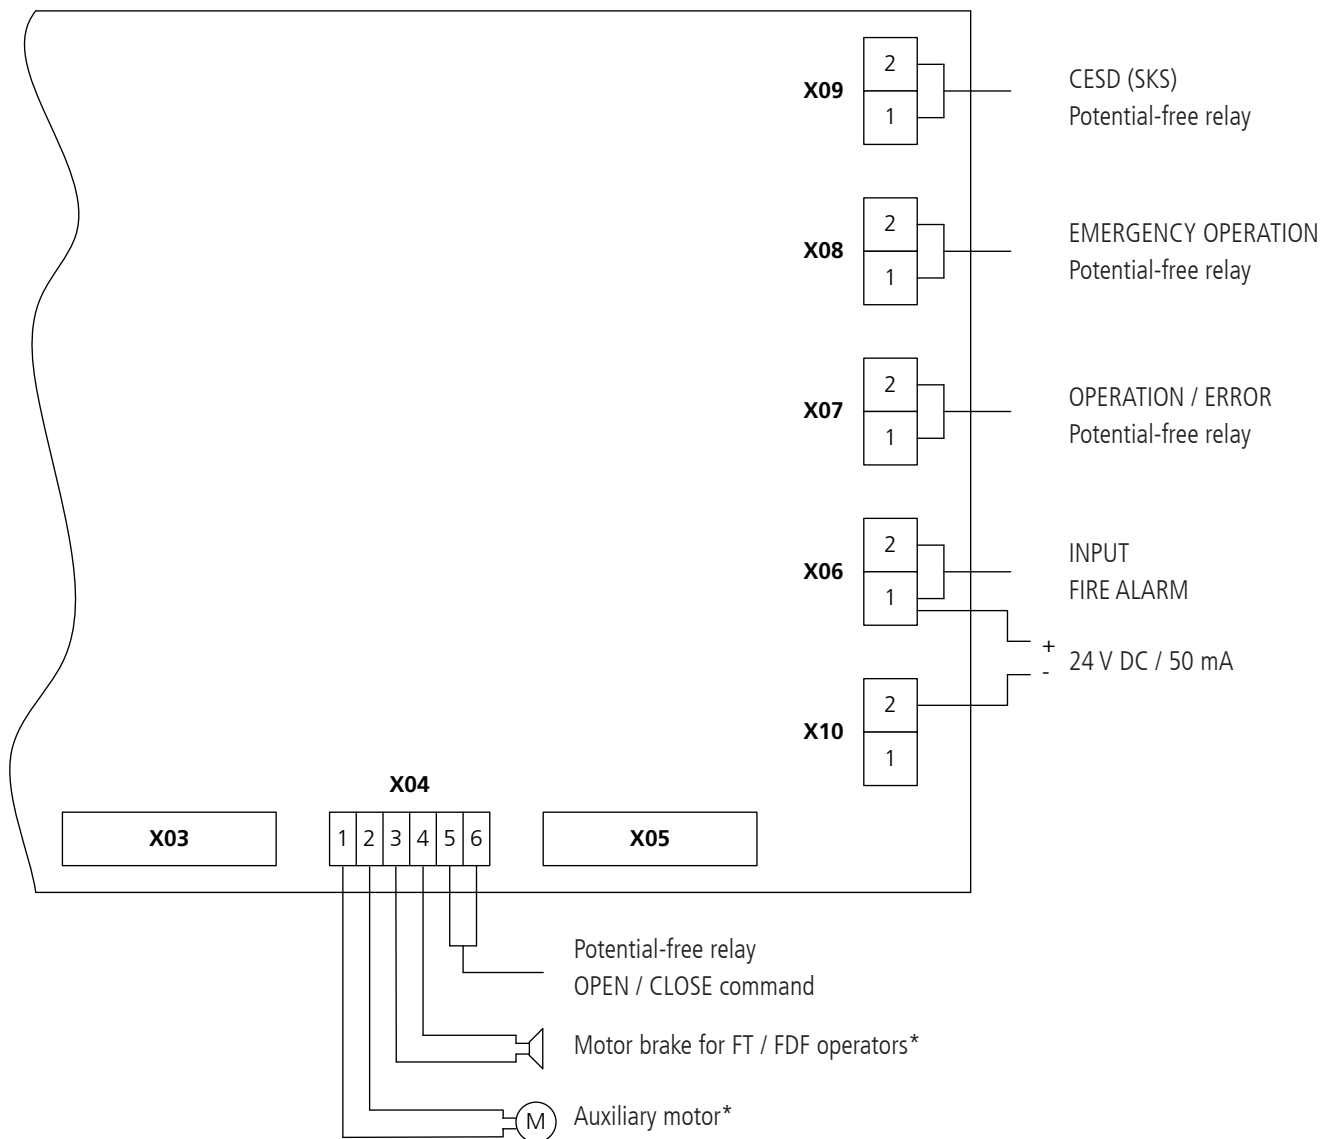 2
X09
1
CESD (SKS)
Potential-free relay
2
X08
1
EMERGENCY OPERATION
Potential-free relay
2
X07
1
OPERATION / ERROR
Potential-free relay
2
X06
1
INPUT
FIRE ALARM
+
24 V DC / 50 mA
-
2
X10
1
X04
X03
1 2 3 4 5 6
X05
Potential-free relay
OPEN / CLOSE command
Motor brake for FT / FDF operators*
M
Auxiliary motor*